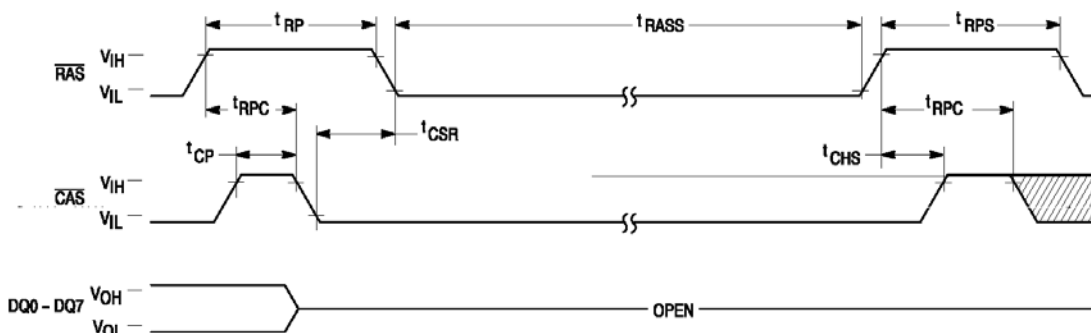 tRP
tRASS
tRPS
RAS
VIH
VIL
tRPC
tCSR
tRPC
tCP
tCHS
CAS
VIH
VIL
DQ0 – DQ7
VOH
VOL
OPEN